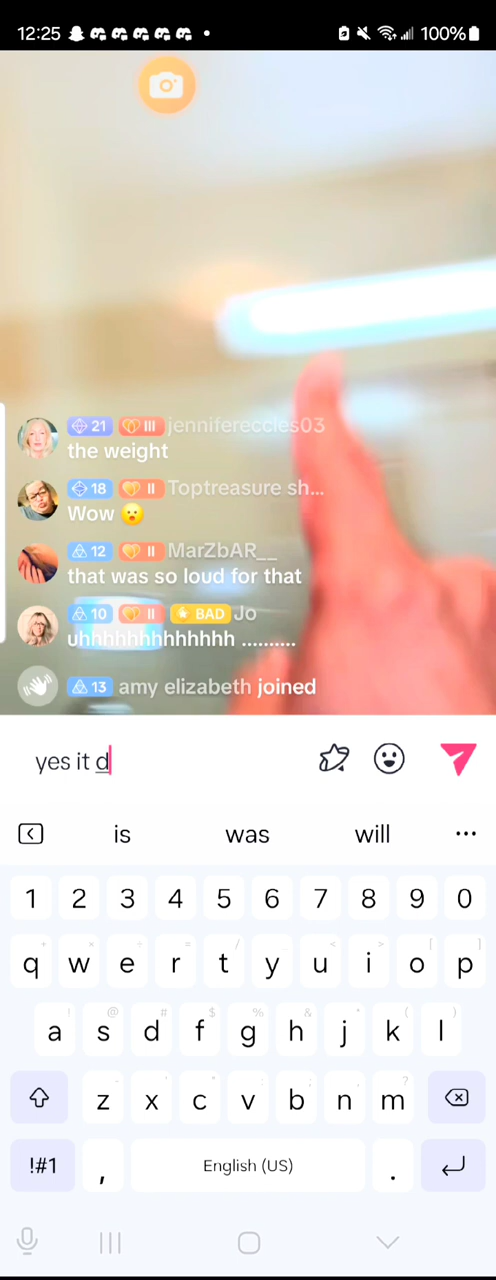 12:25 100%
21 III jennifereccles03
the weight
18 II Toptreasure sh...
Wow 😮
12 II MarZbAR__
that was so loud for that
10 II BAD Jo
uhhhhhhhhhhhhh ..........
13 amy elizabeth joined
yes it d
is was will ...
1 2 3 4 5 6 7 8 9 0
q w e r t y u i o p
a s d f g h j k l
z x c v b n m
!#1 , English (US) .